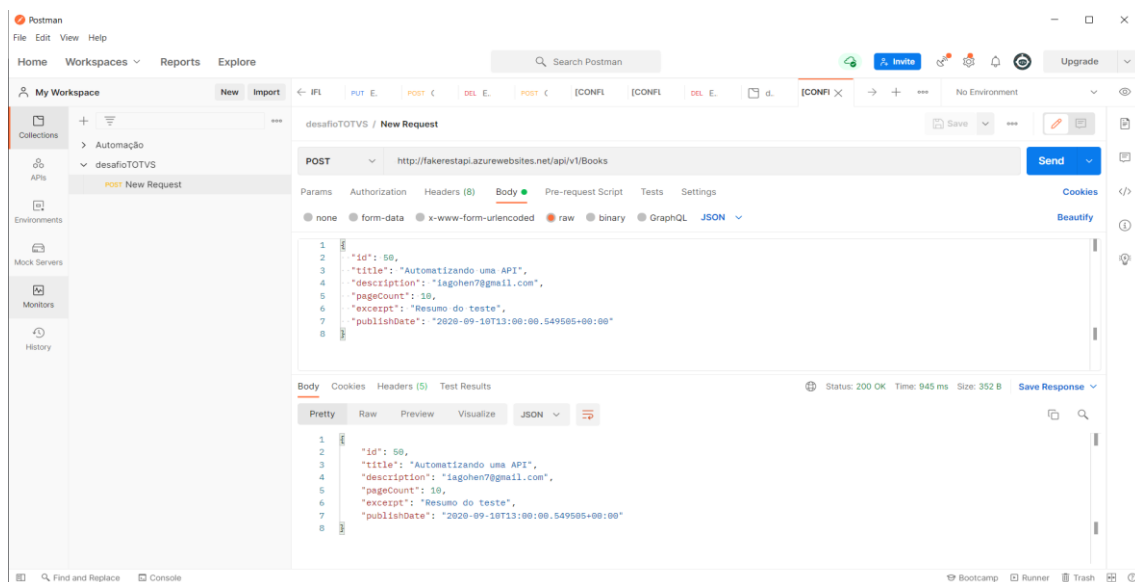 Postman
File Edit View Help
Home Workspaces Reports Explore Search Postman Invite Upgrade
My Workspace New Import PUT E. POST DEL E. POST [CONFL [CONFL DEL E. d.. [CONFI No Environment
Collections
APIs
Environments
Mock Servers
Monitors
History
Automação
desafioTOTVS
POST New Request
desafioTOTVS / New Request Save
POST http://fakerestapi.azurewebsites.net/api/v1/Books Send
Params Authorization Headers (8) Body Pre-request Script Tests Settings Cookies
none form-data x-www-form-urlencoded raw binary GraphQL JSON Beautify
1 {
2 "id": 50,
3 "title": "Automatizando uma API",
4 "description": "iagohen7@gmail.com",
5 "pageCount": 10,
6 "excerpt": "Resumo do teste",
7 "publishDate": "2020-09-10T13:00:00.549505+00:00"
8 }
Body Cookies Headers (5) Test Results Status: 200 OK Time: 945 ms Size: 352 B Save Response
Pretty Raw Preview Visualize JSON
1 {
2 "id": 50,
3 "title": "Automatizando uma API",
4 "description": "iagohen7@gmail.com",
5 "pageCount": 10,
6 "excerpt": "Resumo do teste",
7 "publishDate": "2020-09-10T13:00:00.549505+00:00"
8 }
Find and Replace Console Bootcamp Runner Trash